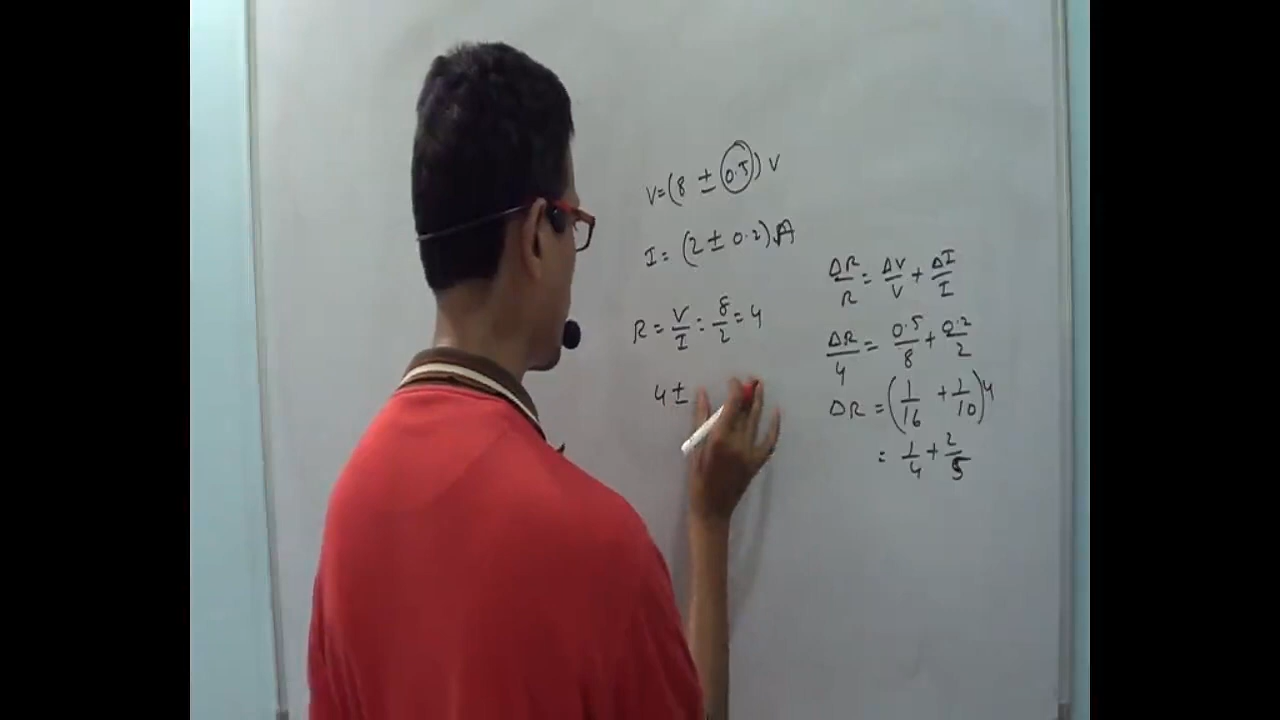 V=(8 ± 0.5) V
I = (2 ± 0.2) A
R = V/I = 8/2 = 4
4 ±
ΔR/R = ΔV/V + ΔI/I
ΔR/4 = 0.5/8 + 0.2/2
ΔR = (1/16 + 1/10)4
= 1/4 + 2/5